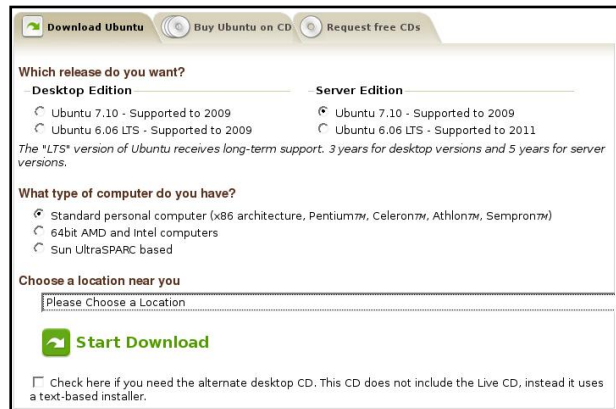 Download Ubuntu
Buy Ubuntu on CD
Request free CDs
Which release do you want?
Desktop Edition
Server Edition
Ubuntu 7.10 - Supported to 2009
Ubuntu 7.10 - Supported to 2009
Ubuntu 6.06 LTS - Supported to 2009
Ubuntu 6.06 LTS - Supported to 2011
The "LTS" version of Ubuntu receives long-term support. 3 years for desktop versions and 5 years for server
versions.
What type of computer do you have?
Standard personal computer (x86 architecture, Pentium™, Celeron™, Athlon™, Sempron™)
64bit AMD and Intel computers
Sun UltraSPARC based
Choose a location near you
Please Choose a Location
Start Download
Check here if you need the alternate desktop CD. This CD does not include the Live CD, instead it uses
a text-based installer.